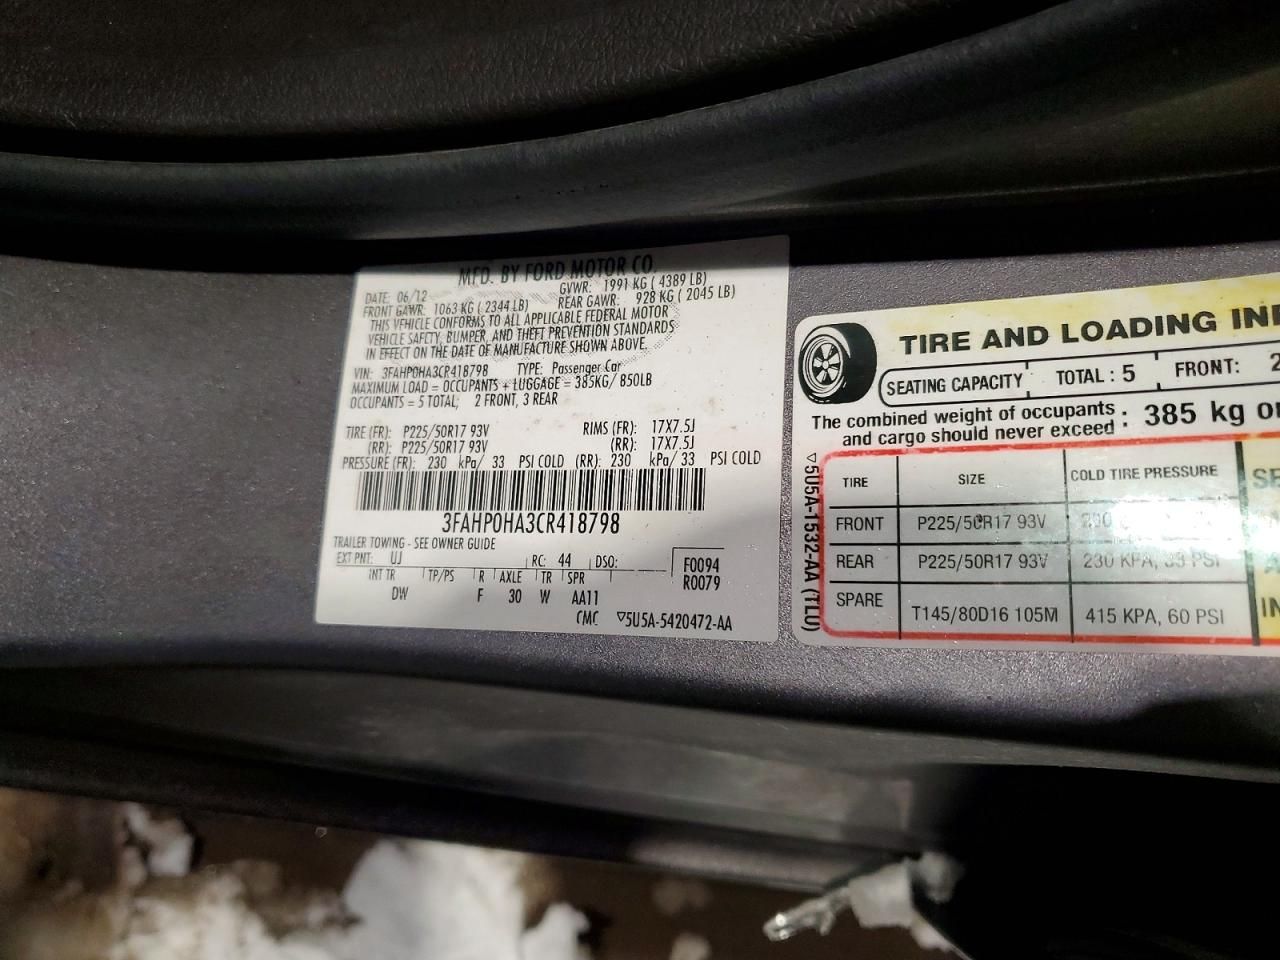 MFD. BY FORD MOTOR CO.
DATE: 06/12 GVWR: 1991 KG ( 4389 LB)
FRONT GAWR: 1063 KG ( 2344 LB) REAR GAWR: 928 KG ( 2045 LB)
THIS VEHICLE CONFORMS TO ALL APPLICABLE FEDERAL MOTOR
VEHICLE SAFETY, BUMPER, AND THEFT PREVENTION STANDARDS
IN EFFECT ON THE DATE OF MANUFACTURE SHOWN ABOVE.
VIN: 3FAHP0HA3CR418798 TYPE: Passenger Car
MAXIMUM LOAD = OCCUPANTS + LUGGAGE = 385KG/ 850LB
OCCUPANTS = 5 TOTAL; 2 FRONT, 3 REAR
TIRE (FR): P225/50R17 93V RIMS (FR): 17X7.5J
(RR): P225/50R17 93V (RR): 17X7.5J
PRESSURE (FR): 230 kPa/ 33 PSI COLD (RR): 230 kPa/ 33 PSI COLD
3FAHP0HA3CR418798
TRAILER TOWING - SEE OWNER GUIDE
EXT PNT: UJ RC: 44 DSO: F0094
R0079
INT TR TP/PS R AXLE TR SPR
DW F 30 W AA11
CMC ▽5U5A-5420472-AA
▽5U5A-1532-AA (TLU)
TIRE AND LOADING
SEATING CAPACITY TOTAL : 5 FRONT: 2
The combined weight of occupants
and cargo should never exceed : 385 kg
TIRE SIZE COLD TIRE PRESSURE
FRONT P225/50R17 93V
REAR P225/50R17 93V 230 KPA, 33 PSI
SPARE T145/80D16 105M 415 KPA, 60 PSI